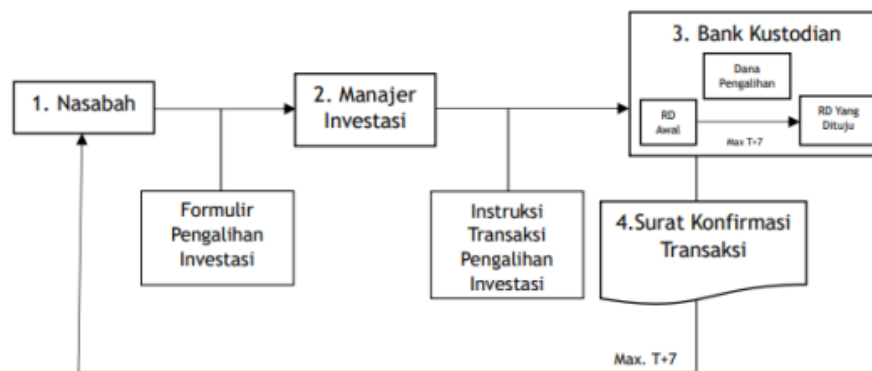 3. Bank Kustodian
Dana
Pengalihan
1. Nasabah
2. Manajer
Investasi
RD
Awal
RD Yang
Dituju
Max T+7
Formulir
Pengalihan
Investasi
Instruksi
Transaksi
Pengalihan
Investasi
4.Surat Konfirmasi
Transaksi
Max. T+7